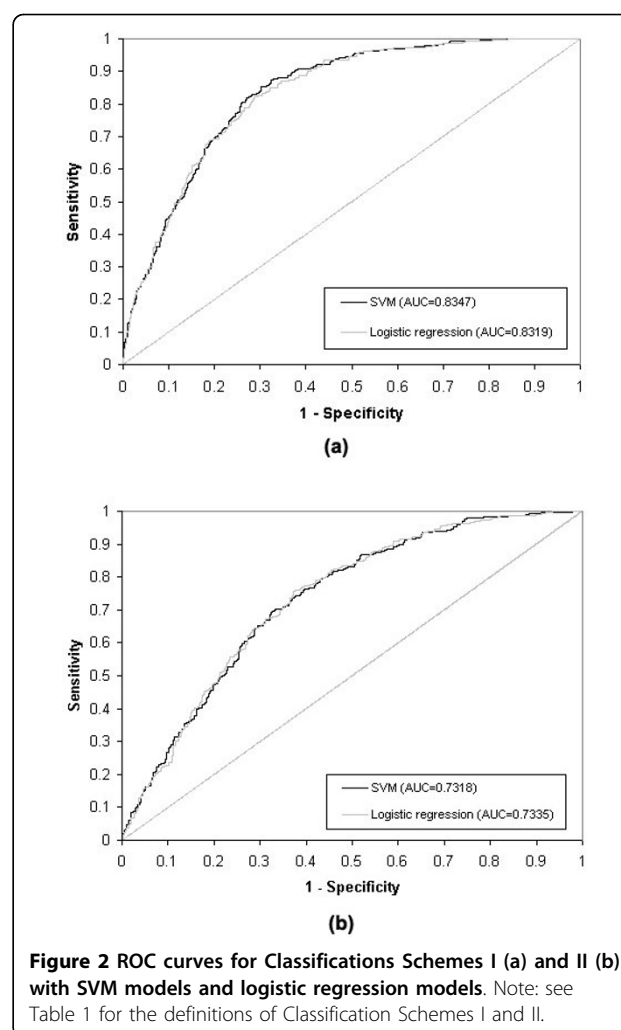 1
0.9
0.8
0.7
0.6
0.5
0.4
0.3
0.2
0.1
0
Sensitivity
SVM (AUC=0.8347)
Logistic regression (AUC=0.8319)
0 0.1 0.2 0.3 0.4 0.5 0.6 0.7 0.8 0.9 1
1 - Specificity
(a)
1
0.9
0.8
0.7
0.6
0.5
0.4
0.3
0.2
0.1
0
Sensitivity
SVM (AUC=0.7318)
Logistic regression (AUC=0.7335)
0 0.1 0.2 0.3 0.4 0.5 0.6 0.7 0.8 0.9 1
1 - Specificity
(b)
Figure 2 ROC curves for Classifications Schemes I (a) and II (b)
with SVM models and logistic regression models. Note: see
Table 1 for the definitions of Classification Schemes I and II.